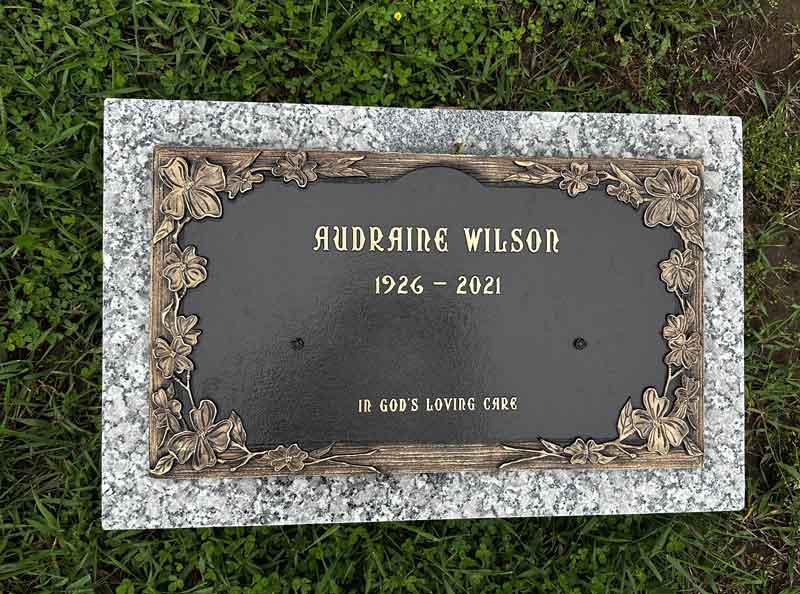 AUDRAINE WILSON
1926 – 2021
IN GOD'S LOVING CARE